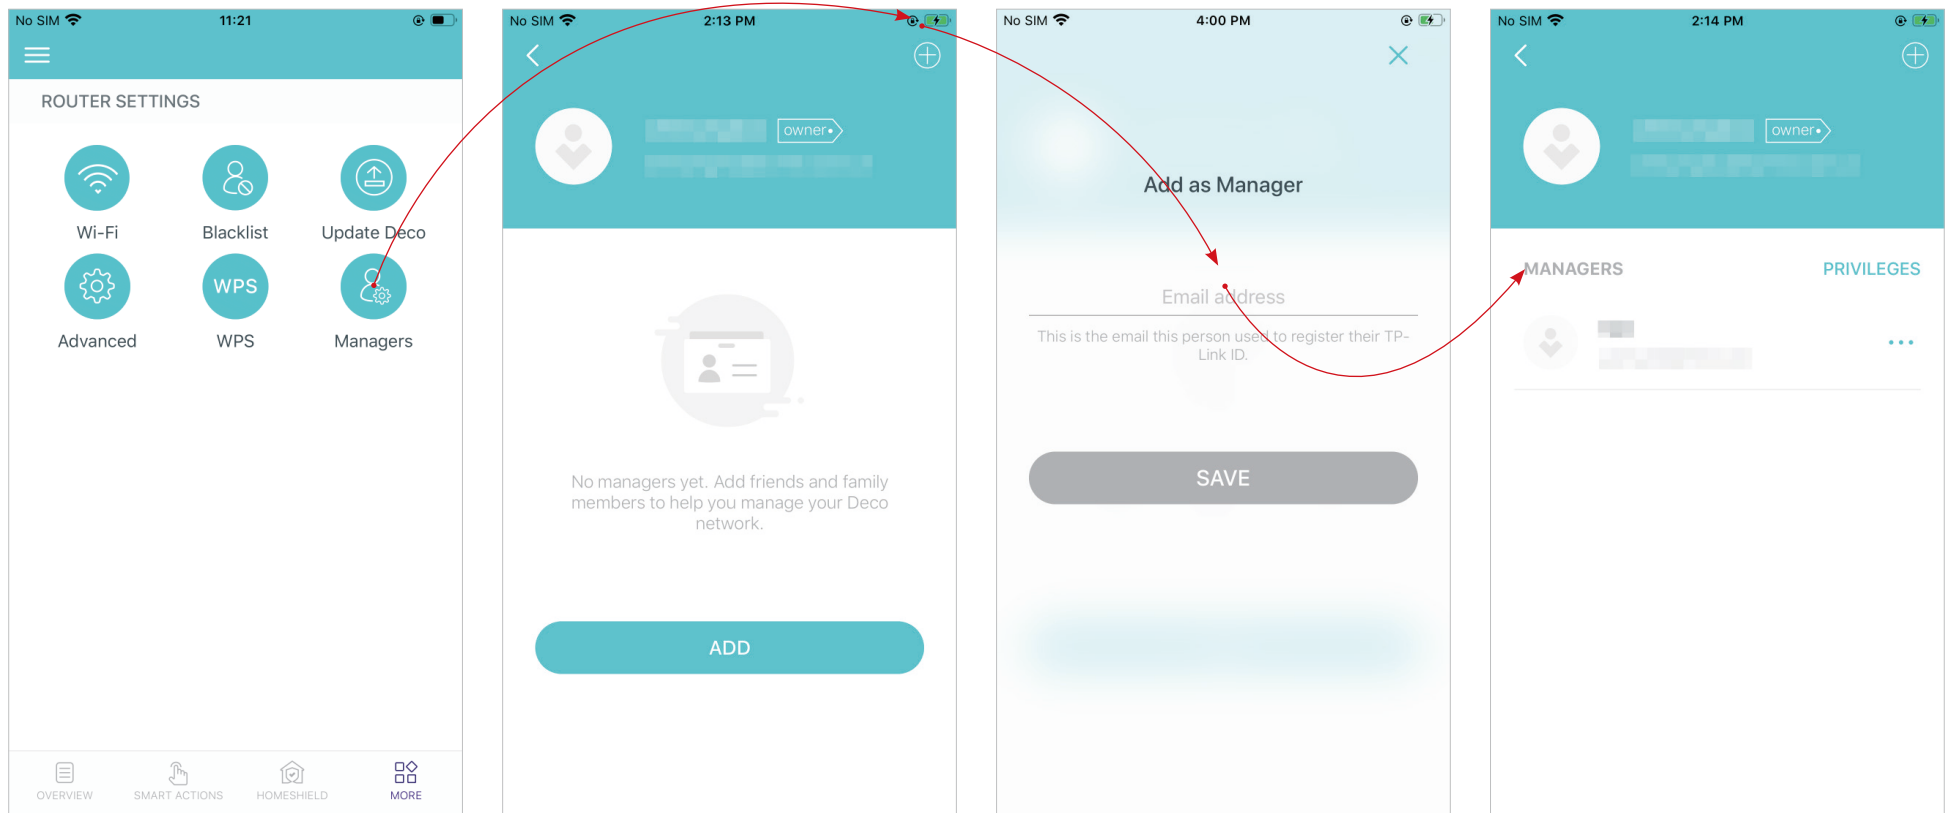 No SIM 11:21
ROUTER SETTINGS
Wi-Fi Blacklist Update Deco
WPS
Advanced WPS Managers
OVERVIEW SMART ACTIONS HOMESHIELD MORE
No SIM 2:13 PM
owner
No managers yet. Add friends and family
members to help you manage your Deco
network.
ADD
No SIM 4:00 PM
Add as Manager
Email address
This is the email this person used to register their TP-
Link ID.
SAVE
No SIM 2:14 PM
owner
MANAGERS PRIVILEGES